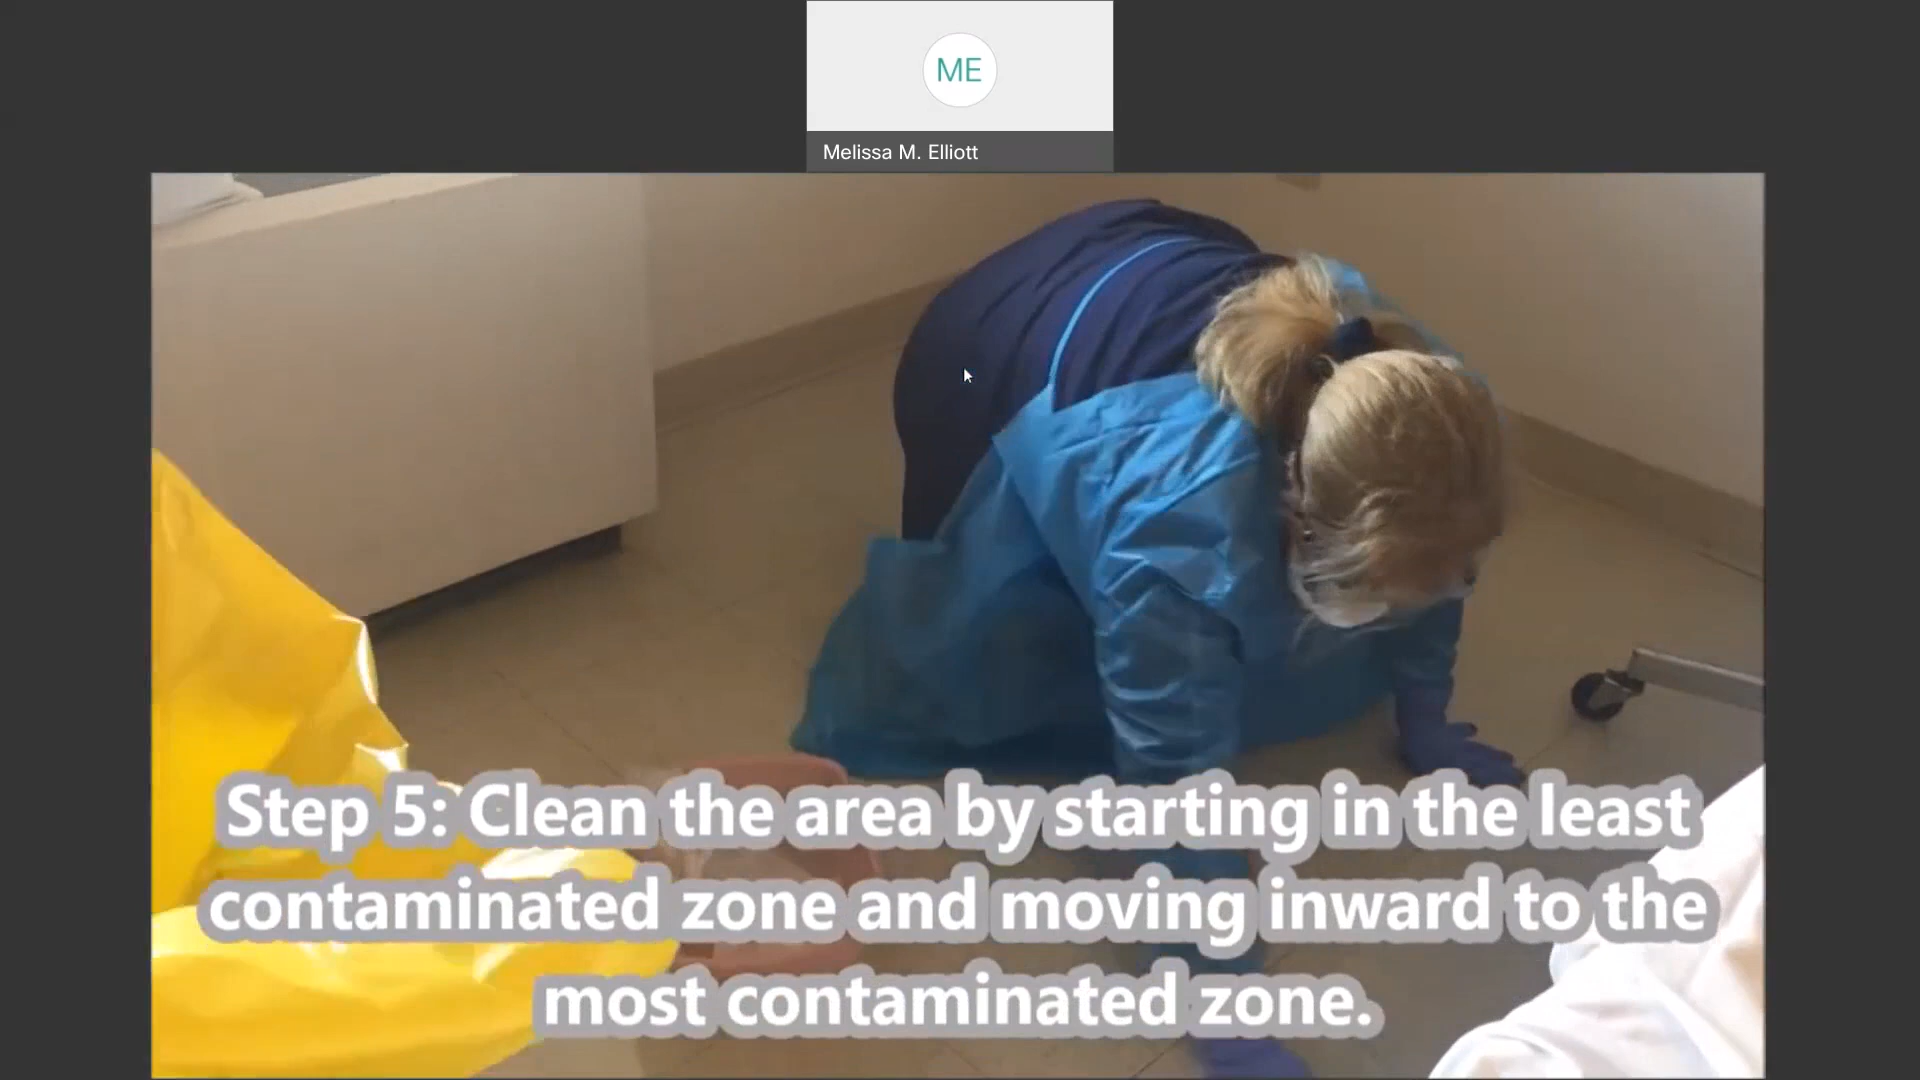 ME
Melissa M. Elliott
Step 5: Clean the area by starting in the least
contaminated zone and moving inward to the
most contaminated zone.